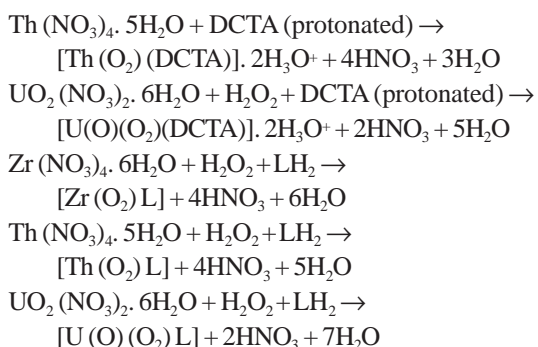 Th (NO₃)₄. 5H₂O + DCTA (protonated) →
[Th (O₂) (DCTA)]. 2H₃O⁺ + 4HNO₃ + 3H₂O
UO₂ (NO₃)₂. 6H₂O + H₂O₂ + DCTA (protonated) →
[U(O)(O₂)(DCTA)]. 2H₃O⁺ + 2HNO₃ + 5H₂O
Zr (NO₃)₄. 6H₂O + H₂O₂ + LH₂ →
[Zr (O₂) L] + 4HNO₃ + 6H₂O
Th (NO₃)₄. 5H₂O + H₂O₂ + LH₂ →
[Th (O₂) L] + 4HNO₃ + 5H₂O
UO₂ (NO₃)₂. 6H₂O + H₂O₂ + LH₂ →
[U (O) (O₂) L] + 2HNO₃ + 7H₂O